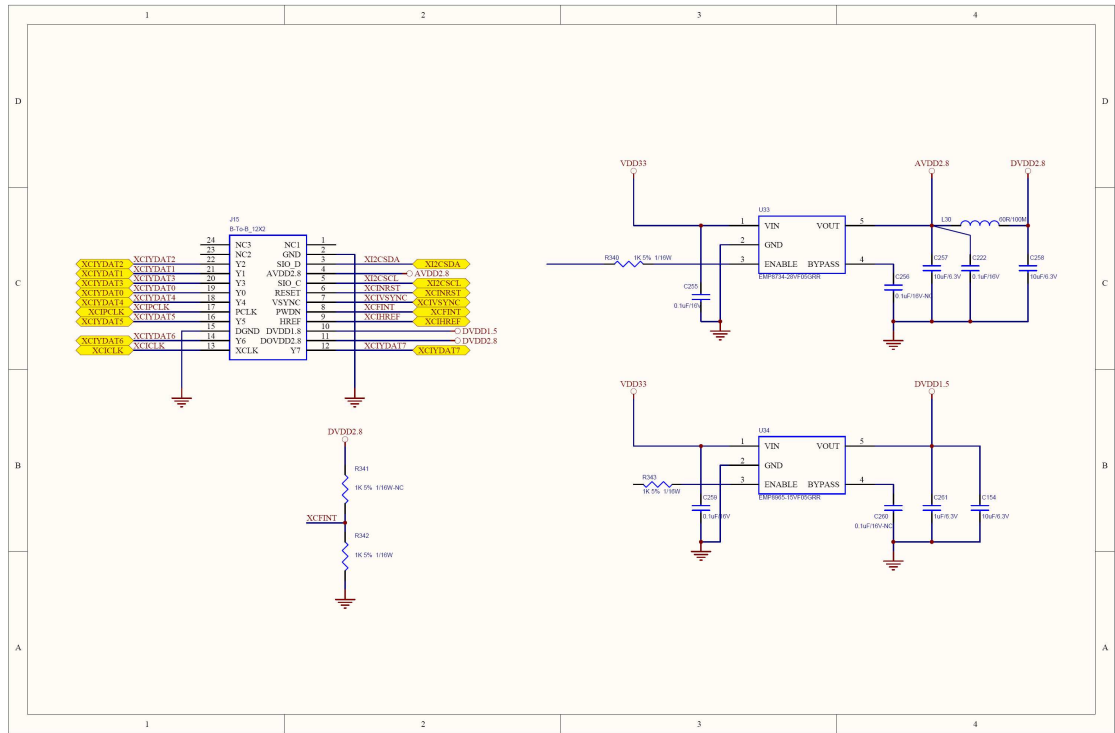 1 2 3 4
D D
C C
B B
A A
1 2 3 4
J15
B-To-B_12X2
24 NC3 NC1 1
23 NC2 GND 2
XCIYDAT2 XCIYDAT2 22 Y2 SIO_D 3 XI2CSDA XI2CSDA
XCIYDAT1 XCIYDAT1 21 Y1 AVDD2.8 4 AVDD2.8
XCIYDAT3 XCIYDAT3 20 Y3 SIO_C 5 XI2CSCL XI2CSCL
XCIYDAT0 XCIYDAT0 19 Y0 RESET 6 XCINRST XCINRST
XCIYDAT4 XCIYDAT4 18 Y4 VSYNC 7 XCIVSYNC XCIVSYNC
XCIPCLK XCIPCLK 17 PCLK PWDN 8 XCFINT XCFINT
XCIYDAT5 XCIYDAT5 16 Y5 HREF 9 XCIHREF XCIHREF
15 DGND DVDD1.8 10 DVDD1.5
XCIYDAT6 XCIYDAT6 14 Y6 DOVDD2.8 11 DVDD2.8
XCICLK XCICLK 13 XCLK Y7 12 XCIYDAT7 XCIYDAT7
DVDD2.8
R341
1K 5% 1/16W-NC
XCFINT
R342
1K 5% 1/16W
VDD33 AVDD2.8 DVDD2.8
U33
1 VIN VOUT 5
2 GND
3 ENABLE BYPASS 4
EMP8734-28VF05GRR
R340 1K 5% 1/16W
C255
0.1uF/16V
C256
0.1uF/16V-NC
L30 60R/100M
C257
10uF/6.3V
C222
0.1uF/16V
C258
10uF/6.3V
VDD33 DVDD1.5
U34
1 VIN VOUT 5
2 GND
3 ENABLE BYPASS 4
EMP8965-15VF05GRR
R343
1K 5% 1/16W
C259
0.1uF/16V
C260
0.1uF/16V-NC
C261
1uF/6.3V
C154
10uF/6.3V